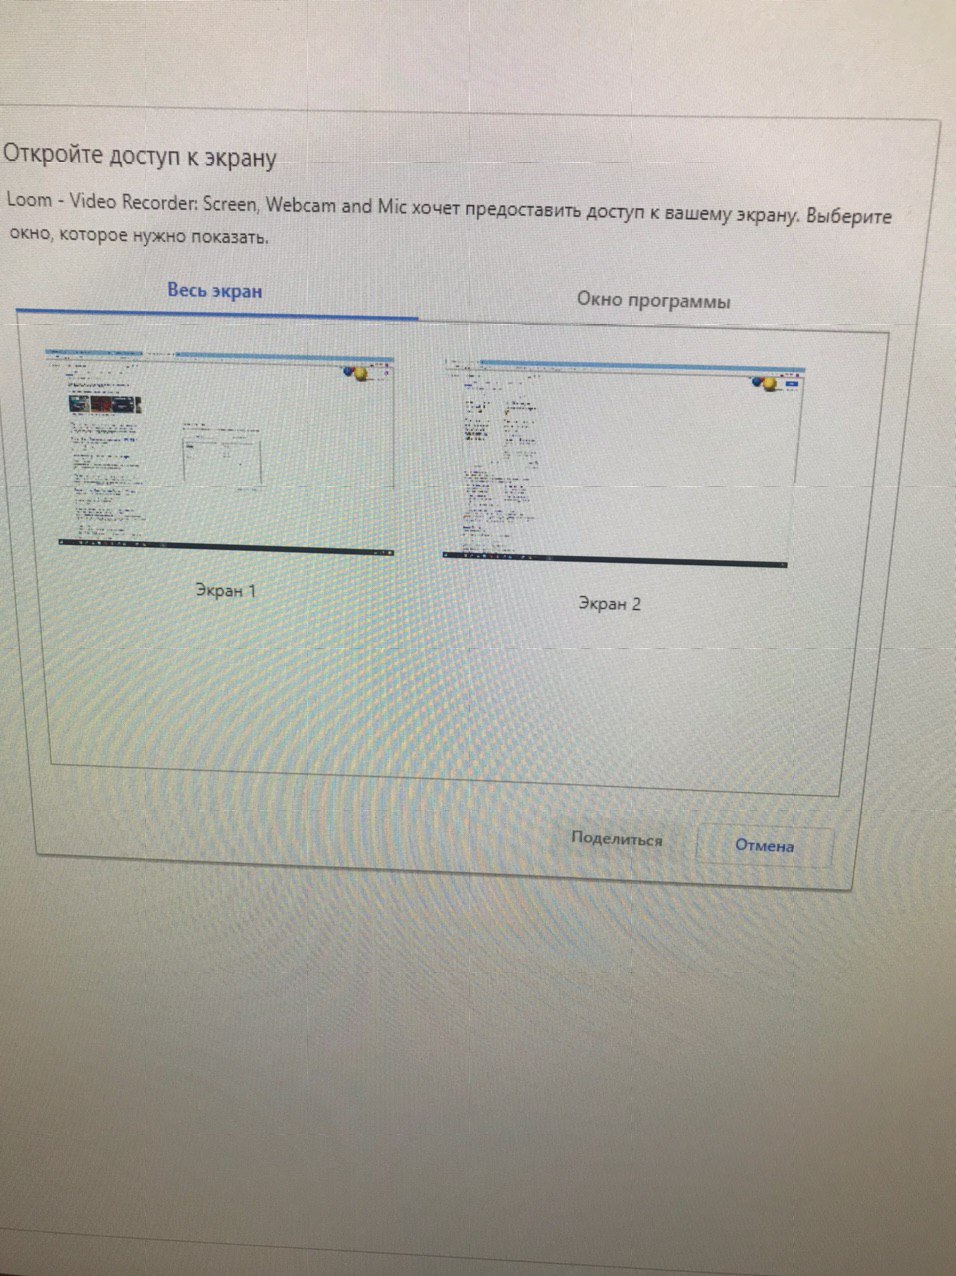 Откройте доступ к экрану
Loom - Video Recorder: Screen, Webcam and Mic хочет предоставить доступ к вашему экрану. Выберите
окно, которое нужно показать.
Весь экран
Окно программы
Экран 1
Экран 2
Поделиться
Отмена